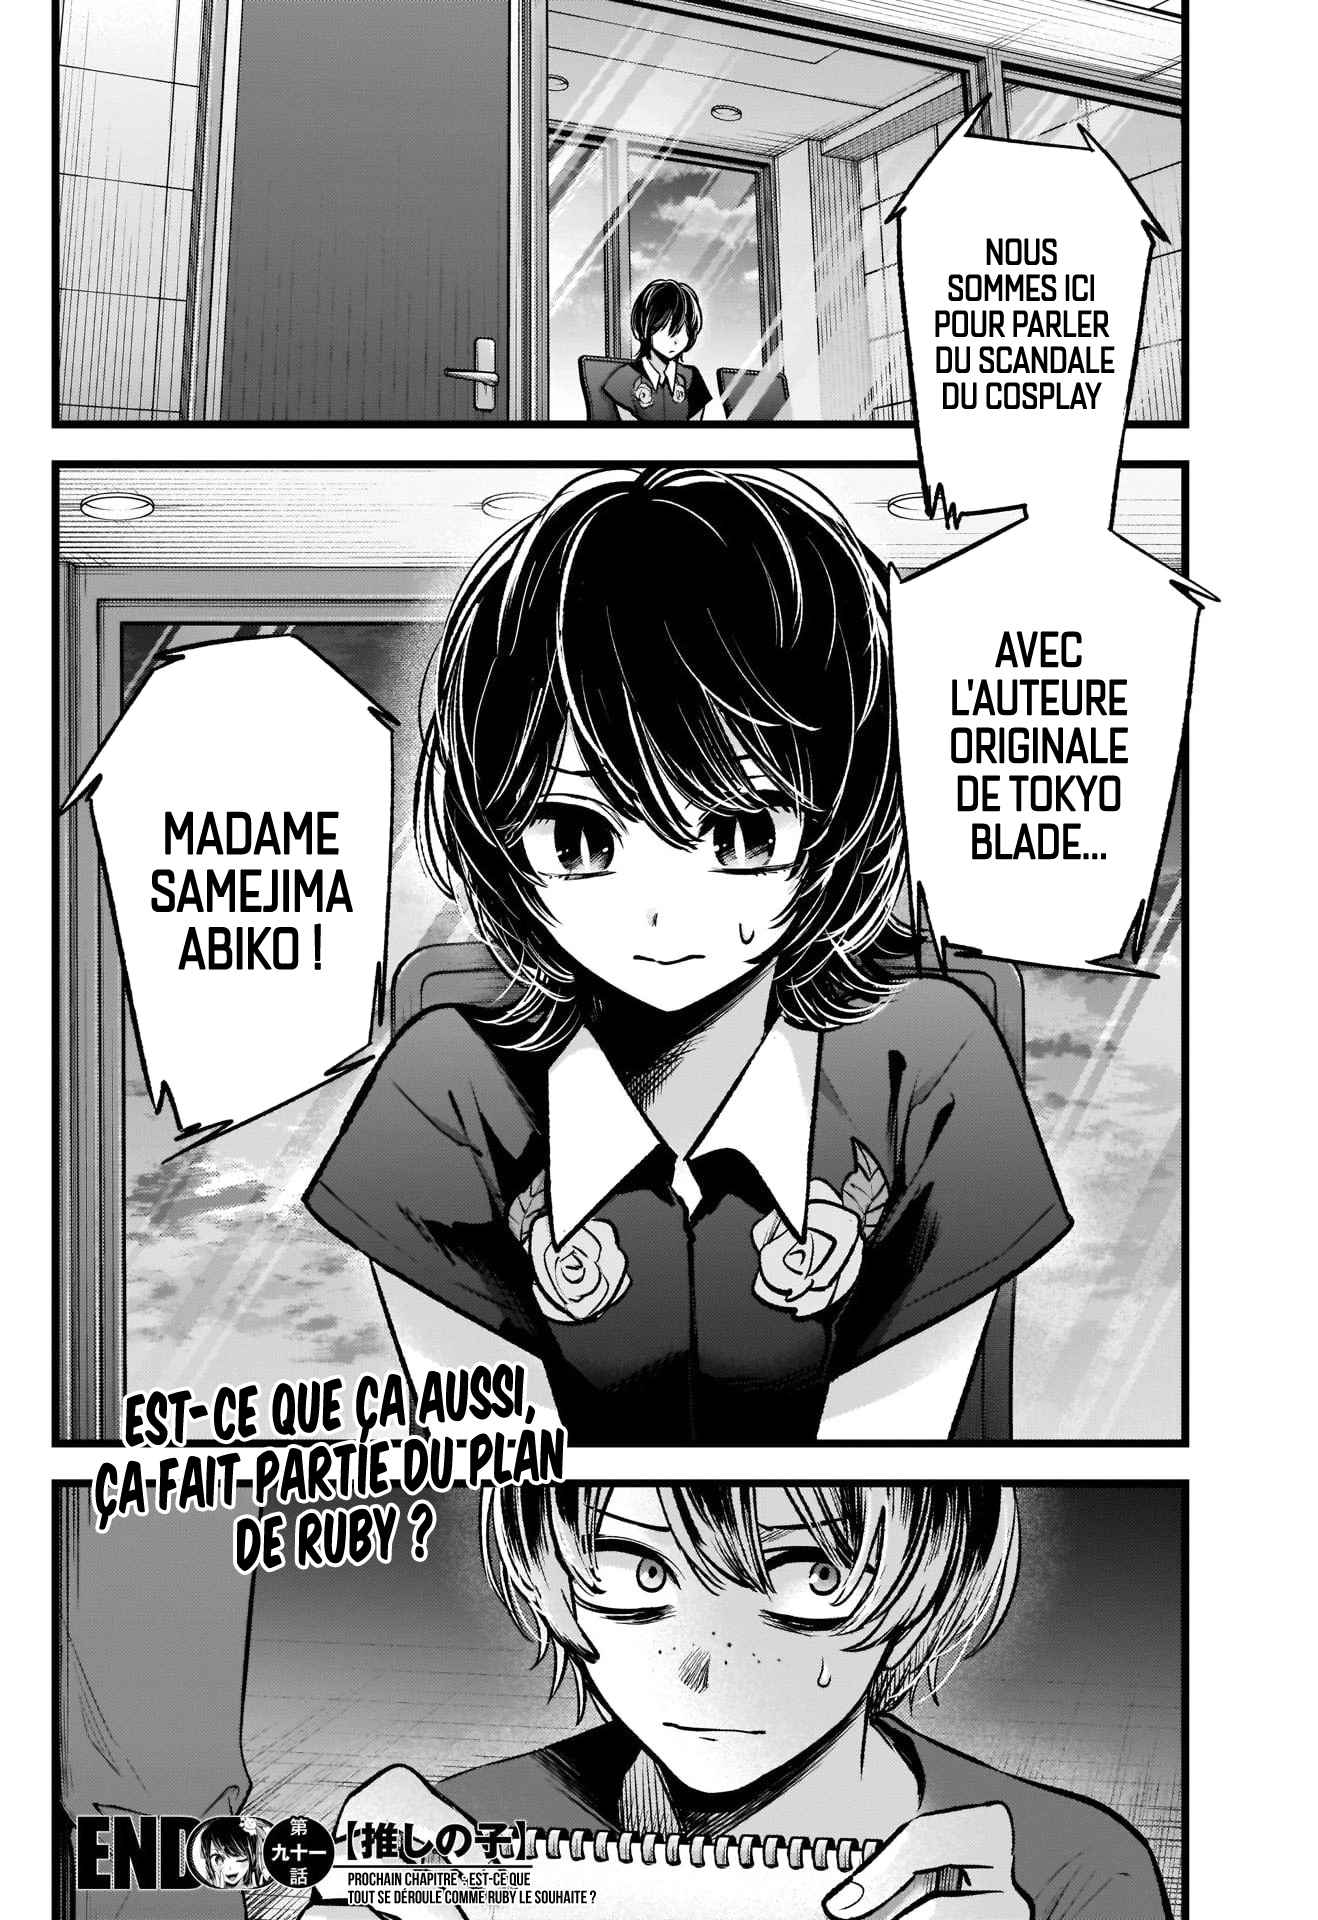 NOUS
SOMMES ICI
POUR PARLER
DU SCANDALE
DU COSPLAY
AVEC
L'AUTEURE
ORIGINALE
DE TOKYO
BLADE...
MADAME
SAMEJIMA
ABIKO !
EST-CE QUE ÇA AUSSI,
ÇA FAIT PARTIE DU PLAN
DE RUBY ?
END
第
九十一
話
【推しの子】
PROCHAIN CHAPITRE : EST-CE QUE
TOUT SE DÉROULE COMME RUBY LE SOUHAITE ?